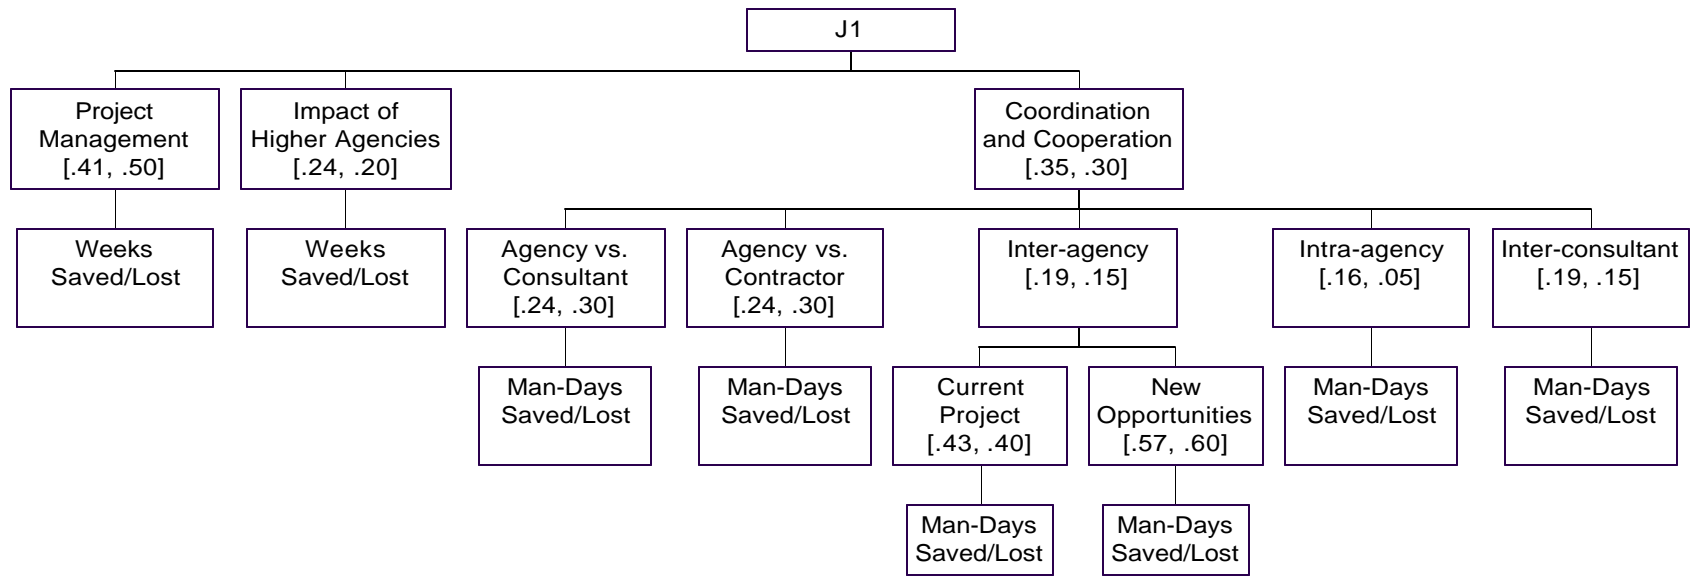 J1
Project
Management
[.41, .50]
Impact of
Higher Agencies
[.24, .20]
Coordination
and Cooperation
[.35, .30]
Weeks
Saved/Lost
Weeks
Saved/Lost
Agency vs.
Consultant
[.24, .30]
Agency vs.
Contractor
[.24, .30]
Inter-agency
[.19, .15]
Intra-agency
[.16, .05]
Inter-consultant
[.19, .15]
Man-Days
Saved/Lost
Man-Days
Saved/Lost
Current
Project
[.43, .40]
New
Opportunities
[.57, .60]
Man-Days
Saved/Lost
Man-Days
Saved/Lost
Man-Days
Saved/Lost
Man-Days
Saved/Lost